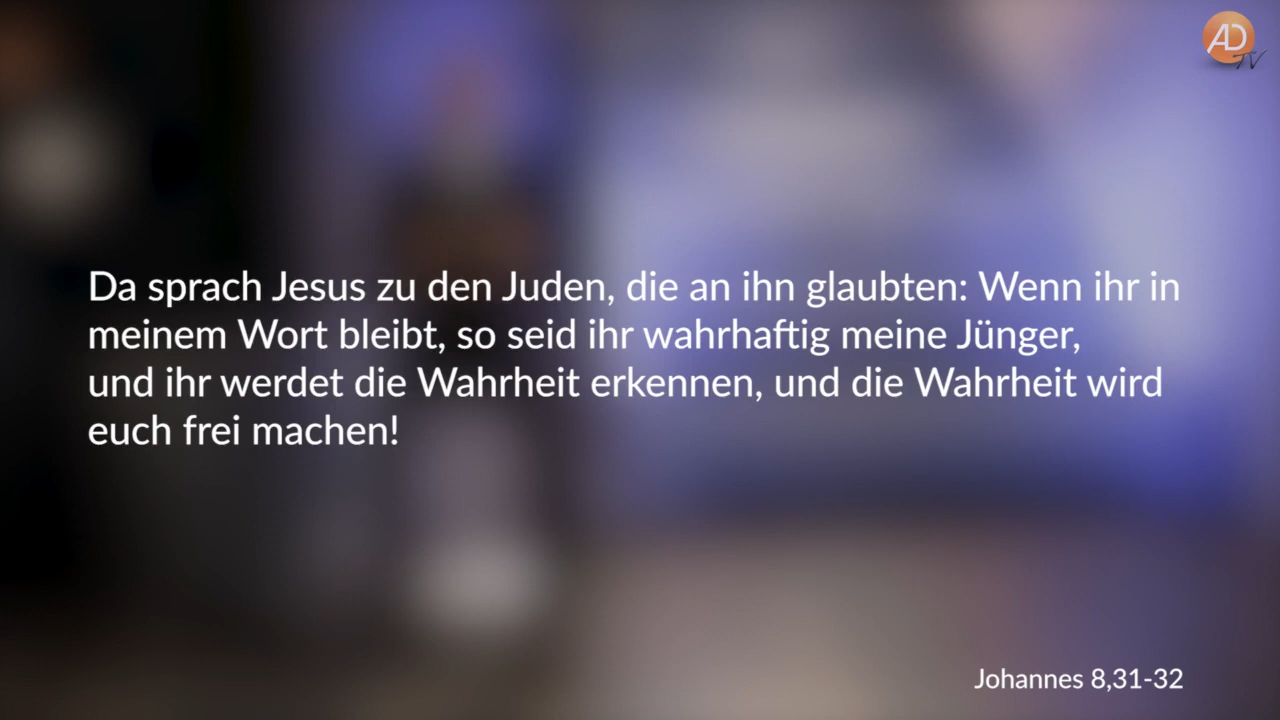 AD
TV
Da sprach Jesus zu den Juden, die an ihn glaubten: Wenn ihr in
meinem Wort bleibt, so seid ihr wahrhaftig meine Jünger,
und ihr werdet die Wahrheit erkennen, und die Wahrheit wird
euch frei machen!
Johannes 8,31-32